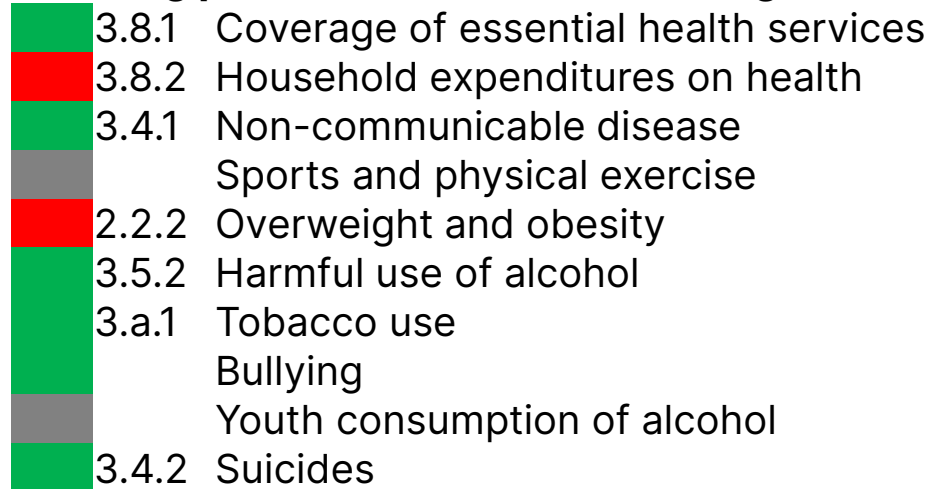 3.8.1 Coverage of essential health services
3.8.2 Household expenditures on health
3.4.1 Non-communicable disease
Sports and physical exercise
2.2.2 Overweight and obesity
3.5.2 Harmful use of alcohol
3.a.1 Tobacco use
Bullying
Youth consumption of alcohol
3.4.2 Suicides